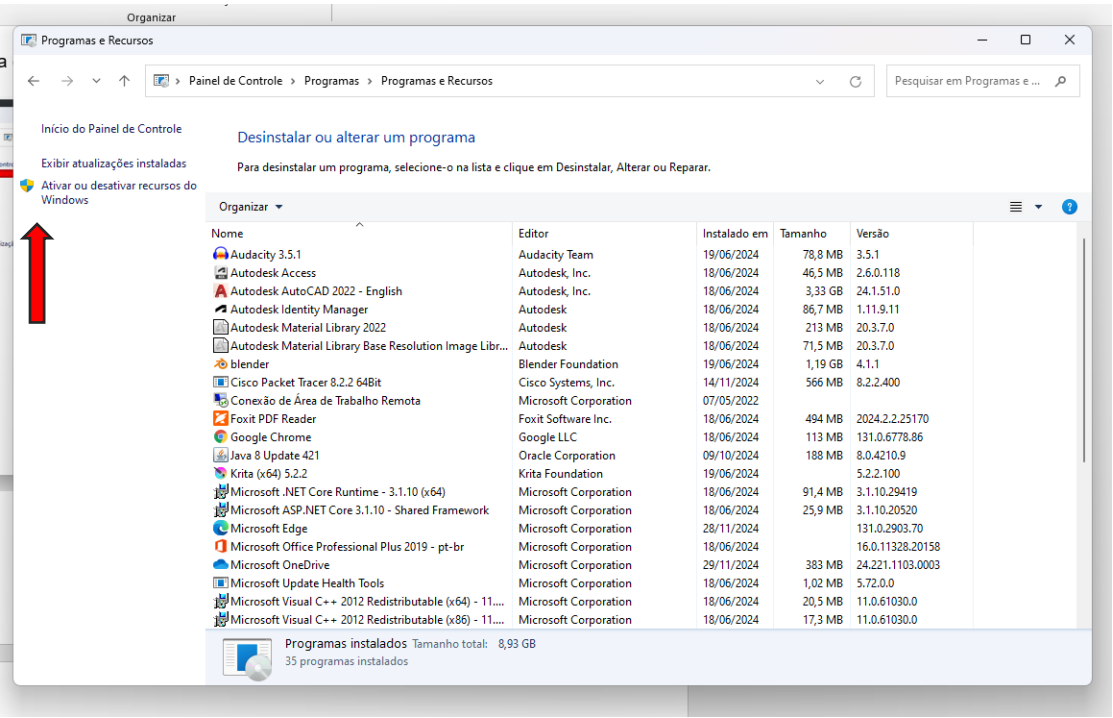 Organizar
Programas e Recursos
a
Painel de Controle > Programas > Programas e Recursos
Pesquisar em Programas e ...
Início do Painel de Controle
Exibir atualizações instaladas
Ativar ou desativar recursos do
Windows
Desinstalar ou alterar um programa
Para desinstalar um programa, selecione-o na lista e clique em Desinstalar, Alterar ou Reparar.
Organizar
Nome Editor Instalado em Tamanho Versão
Audacity 3.5.1 Audacity Team 19/06/2024 78,8 MB 3.5.1
Autodesk Access Autodesk, Inc. 18/06/2024 46,5 MB 2.6.0.118
Autodesk AutoCAD 2022 - English Autodesk, Inc. 18/06/2024 3,33 GB 24.1.51.0
Autodesk Identity Manager Autodesk 18/06/2024 86,7 MB 1.11.9.11
Autodesk Material Library 2022 Autodesk 18/06/2024 213 MB 20.3.7.0
Autodesk Material Library Base Resolution Image Libr... Autodesk 18/06/2024 71,5 MB 20.3.7.0
blender Blender Foundation 19/06/2024 1,19 GB 4.1.1
Cisco Packet Tracer 8.2.2 64Bit Cisco Systems, Inc. 14/11/2024 566 MB 8.2.2.400
Conexão de Área de Trabalho Remota Microsoft Corporation 07/05/2022
Foxit PDF Reader Foxit Software Inc. 18/06/2024 494 MB 2024.2.2.25170
Google Chrome Google LLC 18/06/2024 113 MB 131.0.6778.86
Java 8 Update 421 Oracle Corporation 09/10/2024 188 MB 8.0.4210.9
Krita (x64) 5.2.2 Krita Foundation 19/06/2024 5.2.2.100
Microsoft .NET Core Runtime - 3.1.10 (x64) Microsoft Corporation 18/06/2024 91,4 MB 3.1.10.29419
Microsoft ASP.NET Core 3.1.10 - Shared Framework Microsoft Corporation 18/06/2024 25,9 MB 3.1.10.20520
Microsoft Edge Microsoft Corporation 28/11/2024 131.0.2903.70
Microsoft Office Professional Plus 2019 - pt-br Microsoft Corporation 18/06/2024 16.0.11328.20158
Microsoft OneDrive Microsoft Corporation 29/11/2024 383 MB 24.221.1103.0003
Microsoft Update Health Tools Microsoft Corporation 18/06/2024 1,02 MB 5.72.0.0
Microsoft Visual C++ 2012 Redistributable (x64) - 11.... Microsoft Corporation 18/06/2024 20,5 MB 11.0.61030.0
Microsoft Visual C++ 2012 Redistributable (x86) - 11.... Microsoft Corporation 18/06/2024 17,3 MB 11.0.61030.0
Programas instalados Tamanho total: 8,93 GB
35 programas instalados